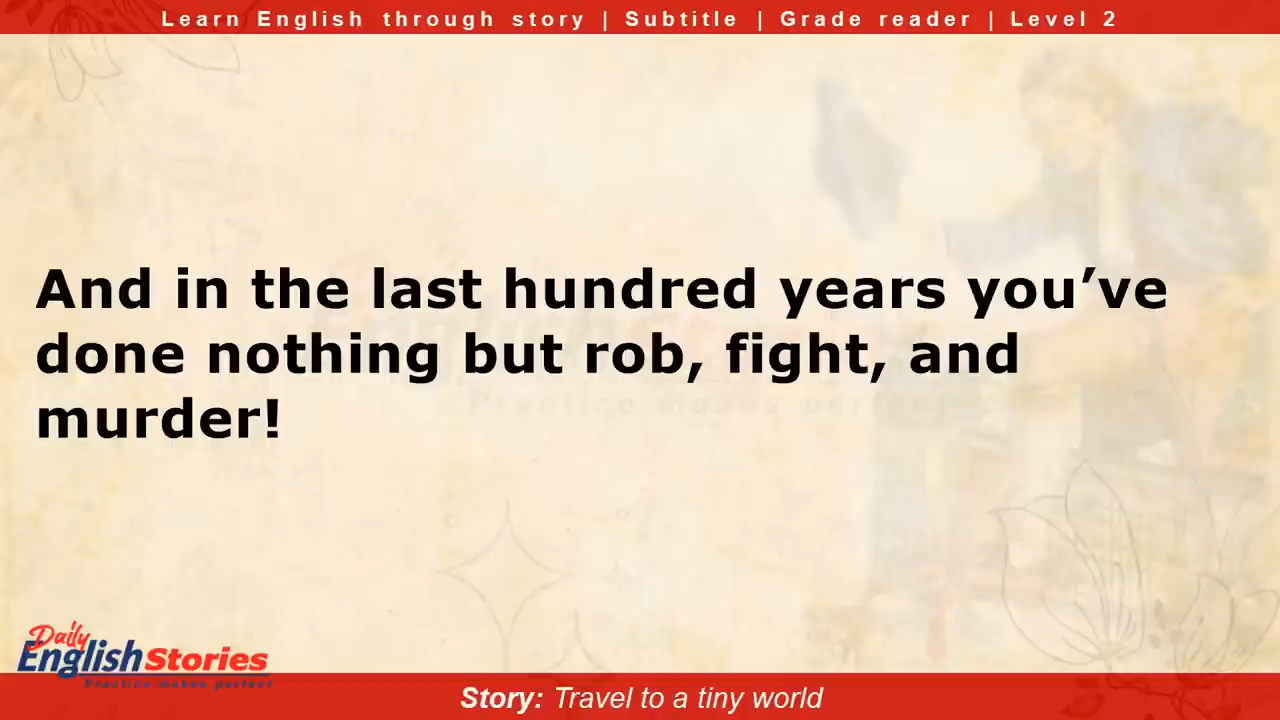 Learn English through story | Subtitle | Grade reader | Level 2
And in the last hundred years you’ve
done nothing but rob, fight, and
murder!
Daily
English Stories
Practice makes perfect
Story: Travel to a tiny world